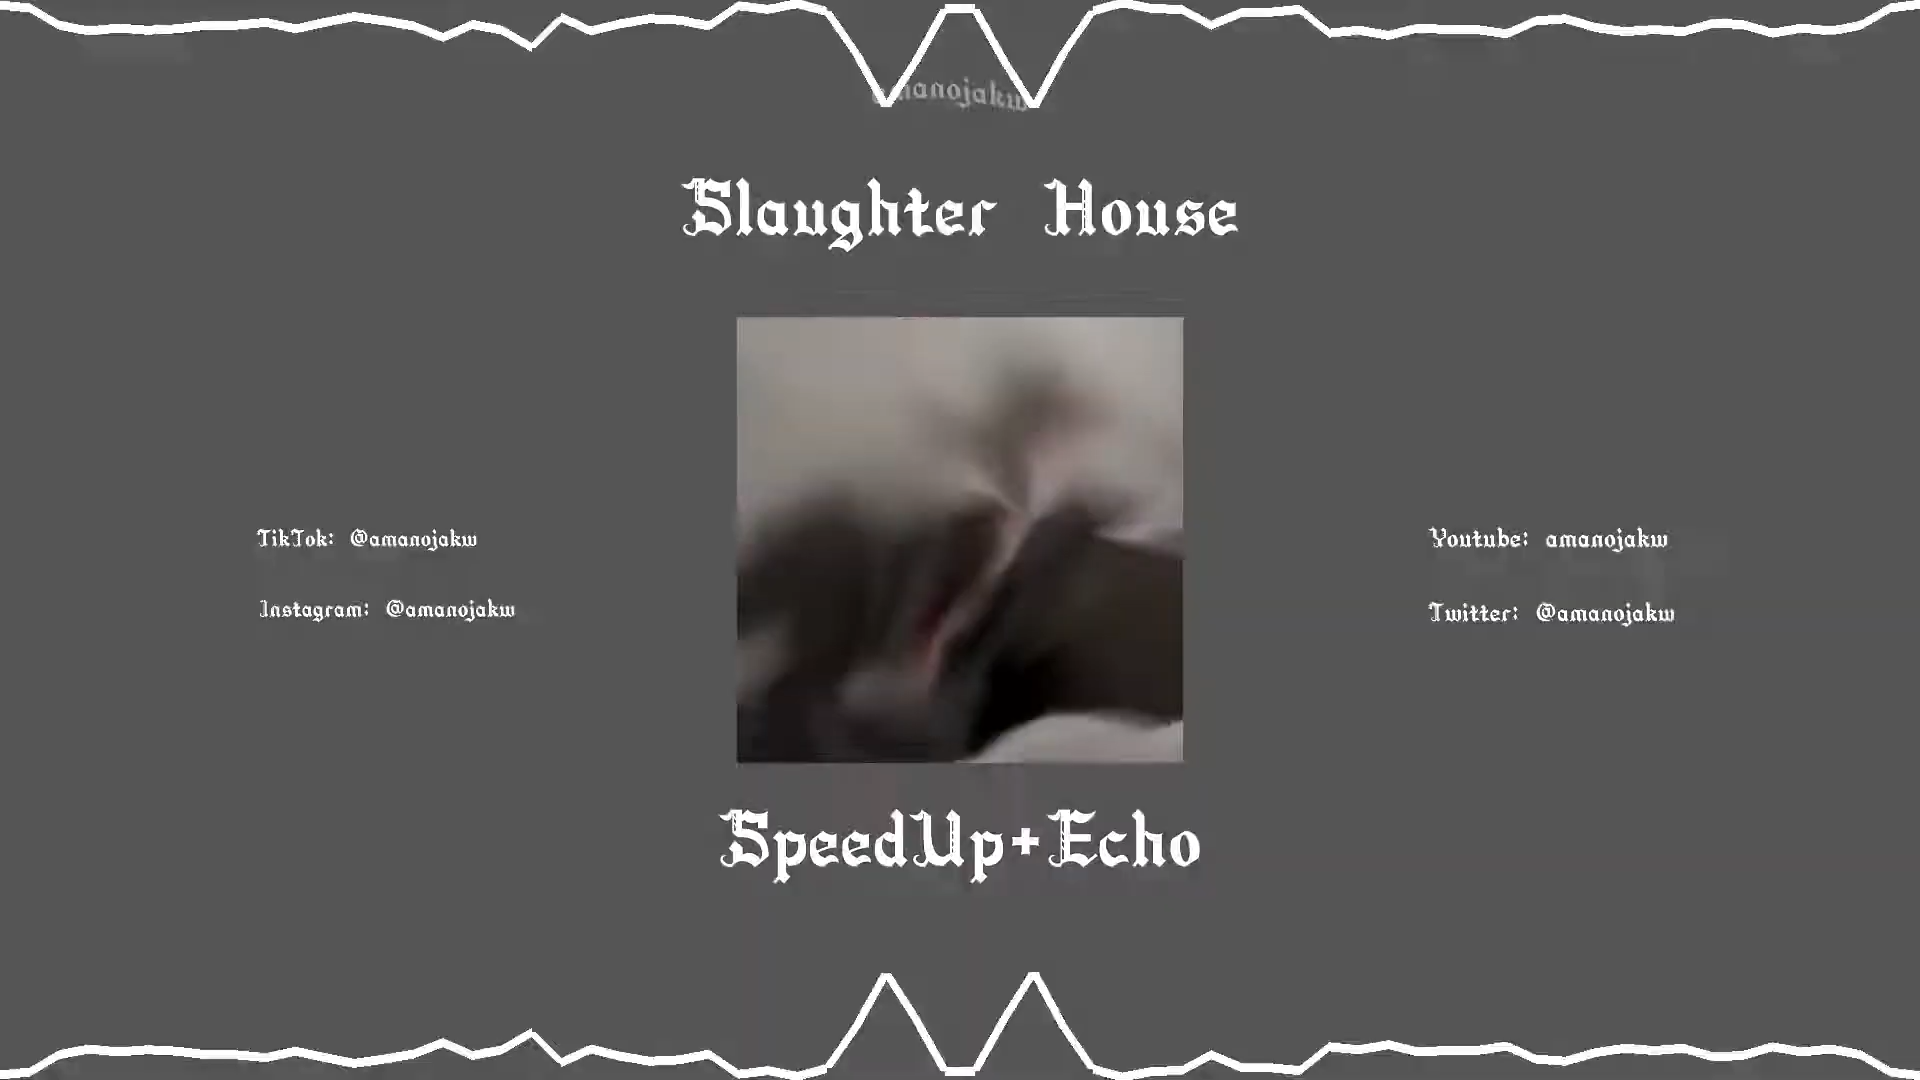 amanojakw
Slaughter House
TikTok: @amanojakw
Instagram: @amanojakw
Youtube: amanojakw
Twitter: @amanojakw
SpeedUp+Echo